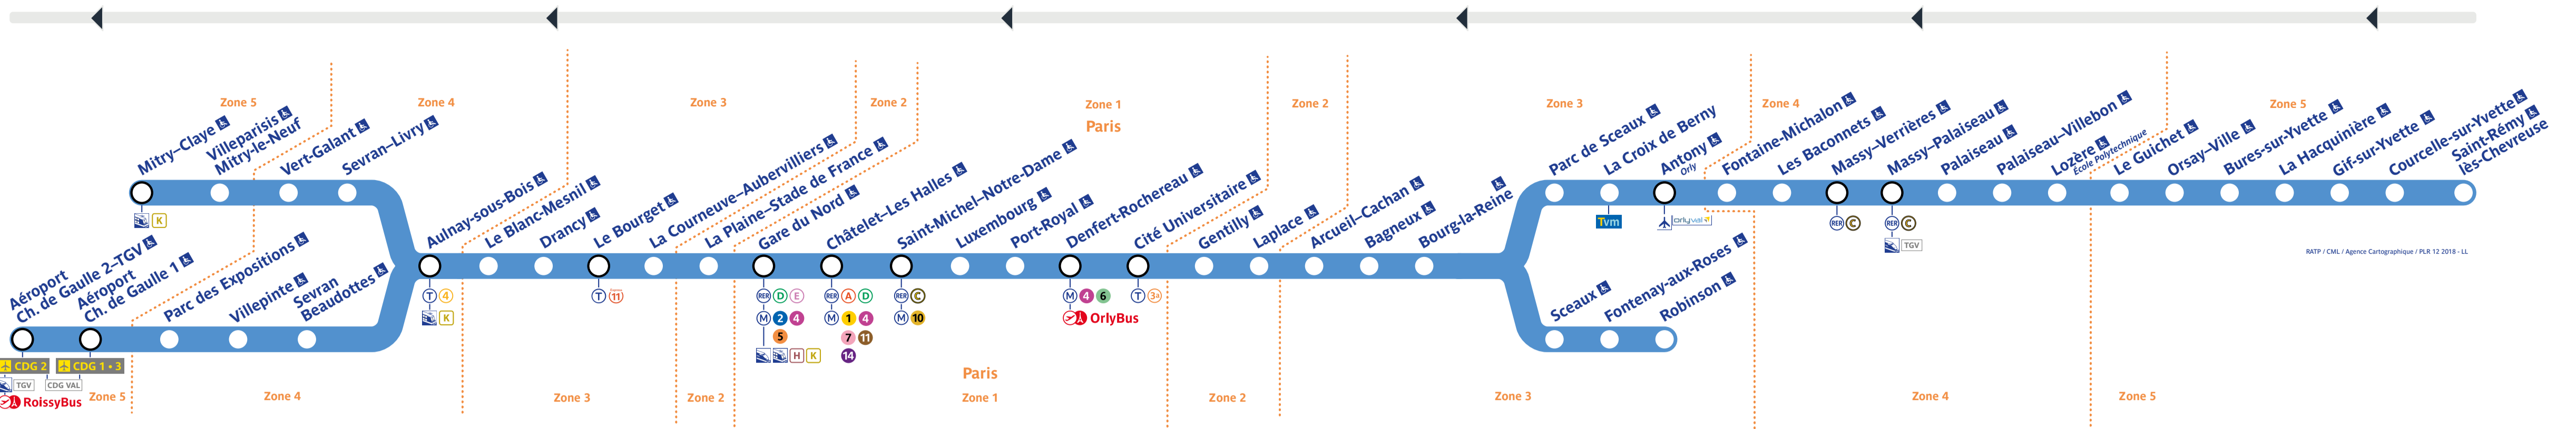 Zone 5
Zone 4
Zone 3
Zone 2
Zone 1
Paris
Zone 2
Zone 3
Zone 4
Zone 5
Mitry–Claye
Villeparisis
Mitry-le-Neuf
Vert-Galant
Sevran–Livry
K
Aéroport
Ch. de Gaulle 2–TGV
Aéroport
Ch. de Gaulle 1
Parc des Expositions
Villepinte
Sevran
Beaudottes
CDG 2
CDG 1 • 3
TGV
CDG VAL
RoissyBus
Aulnay-sous-Bois
T 4
K
Le Blanc-Mesnil
Drancy
Le Bourget
T 11
La Courneuve–Aubervilliers
La Plaine–Stade de France
Gare du Nord
RER D E
M 2 4
5
H K
Châtelet–Les Halles
RER A D
M 1 4
7 11
14
Saint-Michel–Notre-Dame
RER C
M 10
Luxembourg
Port-Royal
Denfert-Rochereau
M 4 6
OrlyBus
Cité Universitaire
T 3a
Gentilly
Laplace
Arcueil–Cachan
Bagneux
Bourg-la-Reine
Parc de Sceaux
La Croix de Berny
Tvm
Antony
Orly
orlyval
Fontaine-Michalon
Les Baconnets
Massy–Verrières
RER C
Massy–Palaiseau
RER C
TGV
Palaiseau
Palaiseau–Villebon
Lozère
École Polytechnique
Le Guichet
Orsay–Ville
Bures-sur-Yvette
La Hacquinière
Gif-sur-Yvette
Courcelle-sur-Yvette
Saint-Rémy
lès-Chevreuse
Sceaux
Fontenay-aux-Roses
Robinson
RATP / CML / Agence Cartographique / PLR 12 2018 - LL
Zone 5
Zone 4
Zone 3
Zone 2
Paris
Zone 1
Zone 2
Zone 3
Zone 4
Zone 5